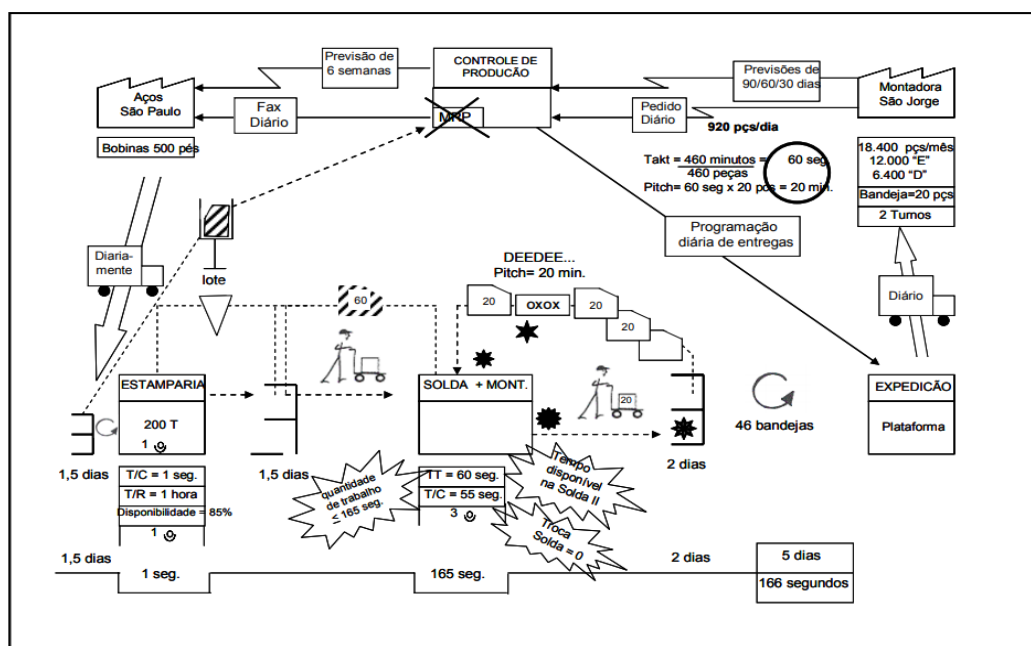 Previsão de
6 semanas
CONTROLE DE
PRODUCÃO
MRP
Previsões de
90/60/30 dias
Aços
São Paulo
Fax
Diário
Pedido
Diário
Montadora
São Jorge
920 pçs/dia
Bobinas 500 pés
Takt = 460 minutos = 60 seg.
460 peças
Pitch= 60 seg x 20 pcs = 20 min.
18.400 pçs/mês
12.000 "E"
6.400 "D"
Bandeja=20 pçs
2 Turnos
Programação
diária de entregas
Diaria-
mente
lote
DEEDEE...
Pitch= 20 min.
Diário
60
20
OXOX
20
20
ESTAMPARIA
200 T
1
SOLDA + MONT.
20
46 bandejas
EXPEDICÃO
Plataforma
1,5 dias
T/C = 1 seg.
T/R = 1 hora
Disponibilidade = 85%
1
1,5 dias
quantidade
de trabalho
≤ 165 seg.
TT = 60 seg.
T/C = 55 seg.
3
Tempo
disponível
na Solda II
Troca
Solda = 0
2 dias
1,5 dias
1 seg.
165 seg.
2 dias
5 dias
166 segundos